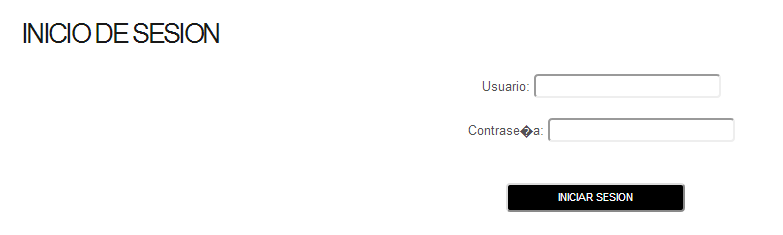 INICIO DE SESION
Usuario:
Contrase�a:
INICIAR SESION